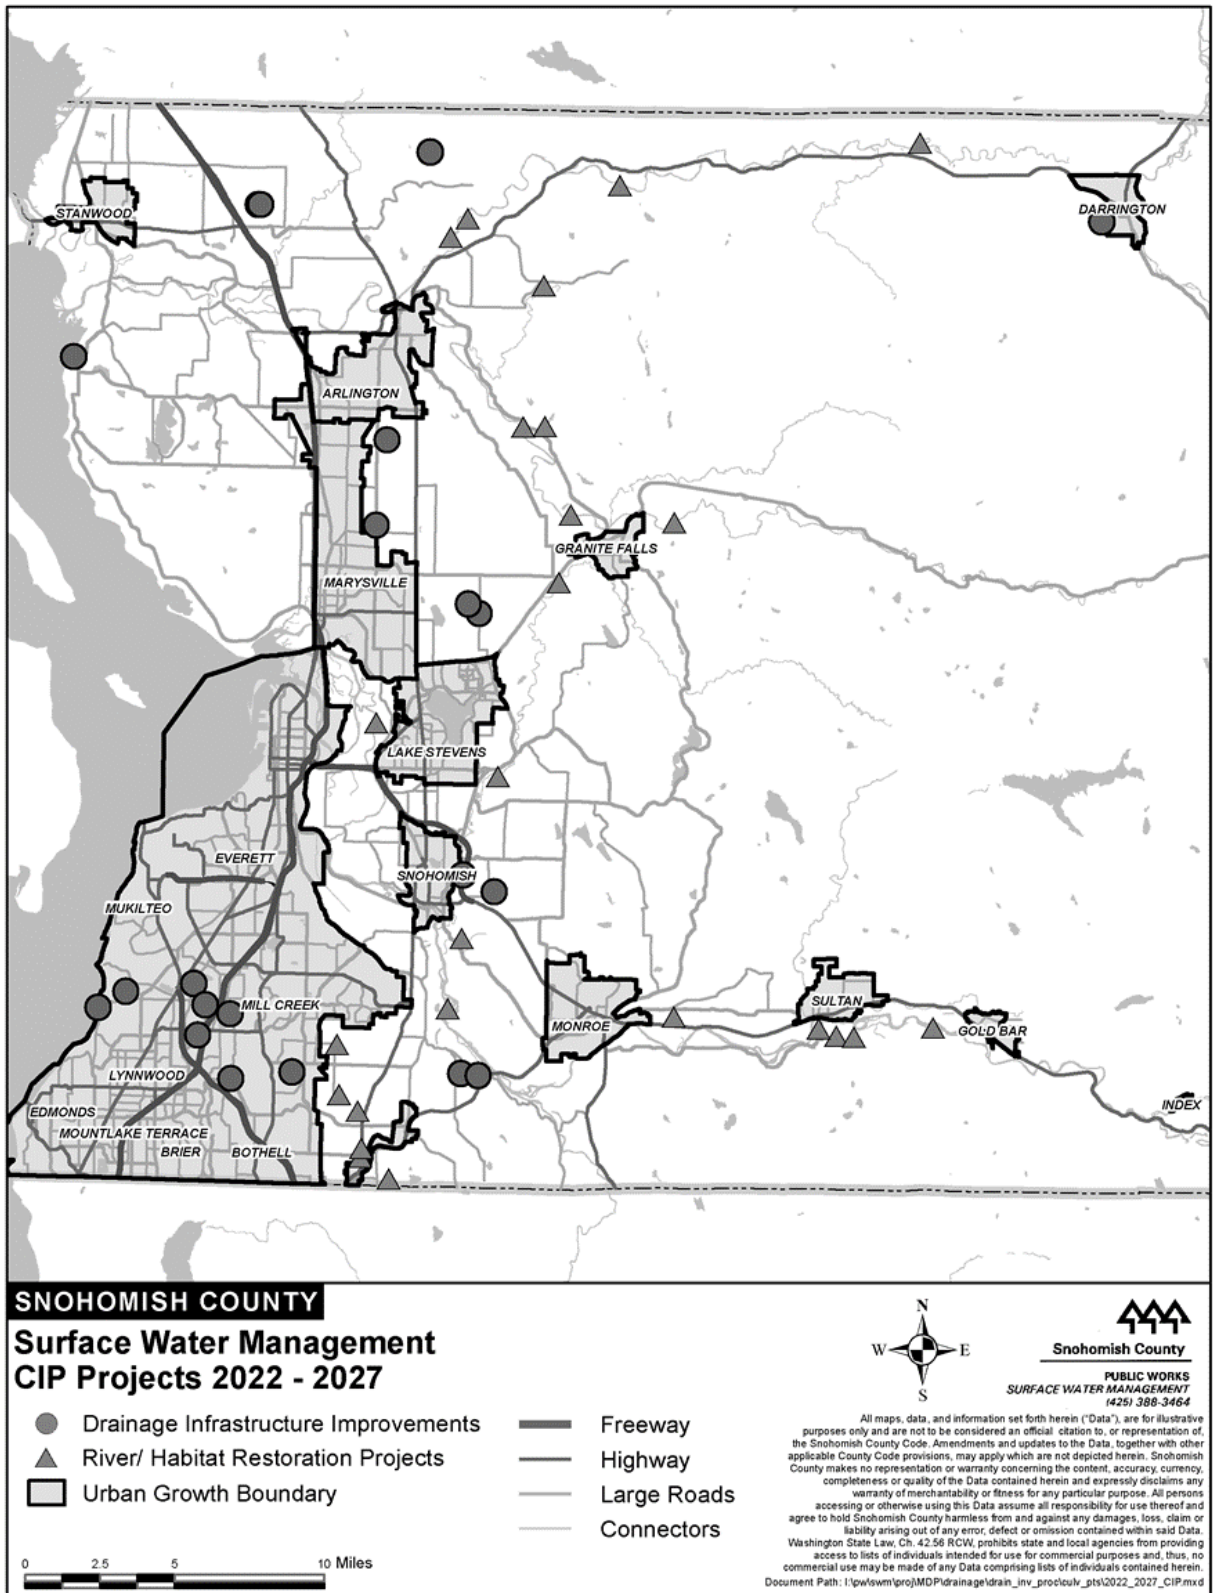 STANWOOD
DARRINGTON
ARLINGTON
GRANITE FALLS
MARYSVILLE
LAKE STEVENS
EVERETT
SNOHOMISH
MUKILTEO
MILL CREEK
SULTAN
MONROE
GOLD BAR
LYNNWOOD
INDEX
EDMONDS
MOUNTLAKE TERRACE
BRIER
BOTHELL
SNOHOMISH COUNTY
Surface Water Management
CIP Projects 2022 - 2027
Drainage Infrastructure Improvements
River/ Habitat Restoration Projects
Urban Growth Boundary
Freeway
Highway
Large Roads
Connectors
0 2.5 5 10 Miles
N
W E
S
Snohomish County
PUBLIC WORKS
SURFACE WATER MANAGEMENT
(425) 388-3464
All maps, data, and information set forth herein ("Data"), are for illustrative
purposes only and are not to be considered an official citation to, or representation of,
the Snohomish County Code. Amendments and updates to the Data, together with other
applicable County Code provisions, may apply which are not depicted herein. Snohomish
County makes no representation or warranty concerning the content, accuracy, currency,
completeness or quality of the Data contained herein and expressly disclaims any
warranty of merchantability or fitness for any particular purpose. All persons
accessing or otherwise using this Data assume all responsibility for use thereof and
agree to hold Snohomish County harmless from and against any damages, loss, claim or
liability arising out of any error, defect or omission contained within said Data.
Washington State Law, Ch. 42.56 RCW, prohibits state and local agencies from providing
access to lists of individuals intended for use for commercial purposes and, thus, no
commercial use may be made of any Data comprising lists of individuals contained herein.
Document Path: I:\pw\swm\proj\MDP\drainage\drain_inv_proc\culv_pts\2022_2027_CIP.mxd